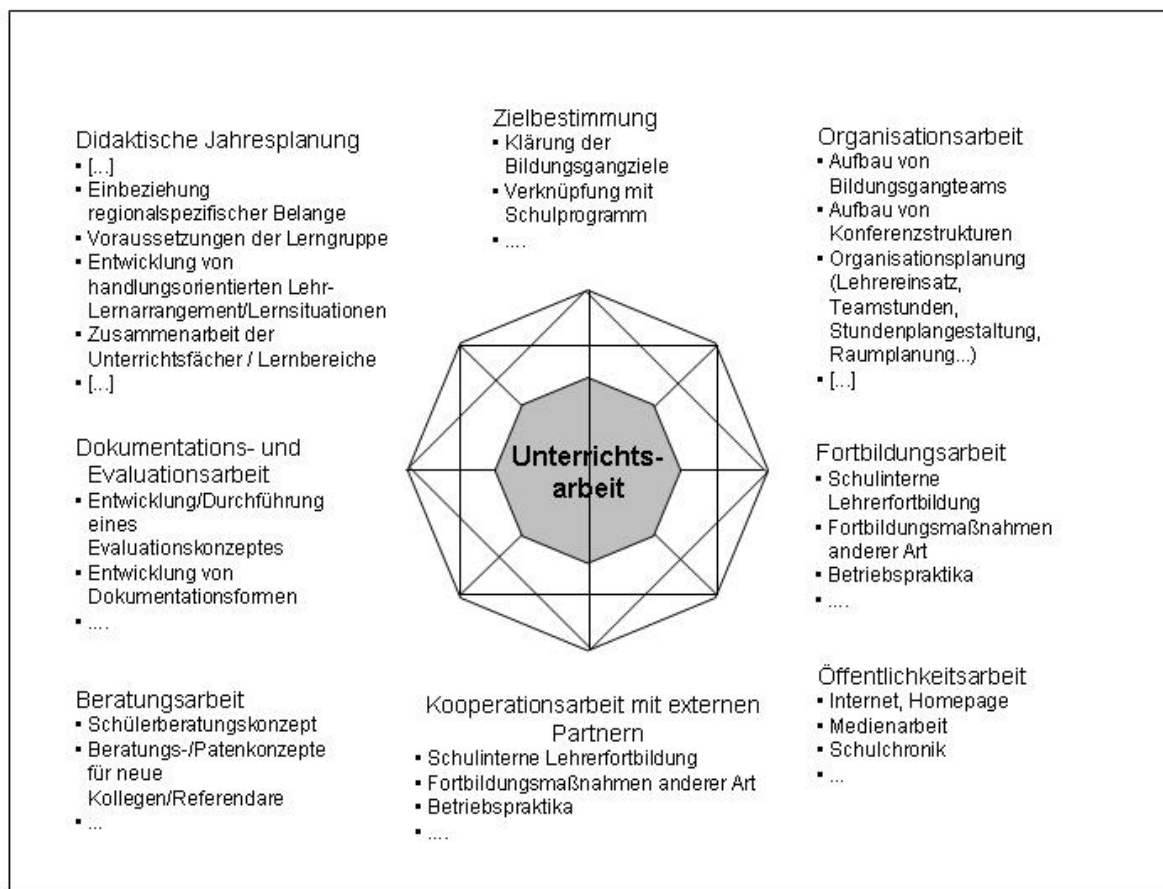 Didaktische Jahresplanung
▪ [...]
▪ Einbeziehung
regionalspezifischer Belange
▪ Voraussetzungen der Lerngruppe
▪ Entwicklung von
handlungsorientierten Lehr-
Lernarrangement/Lernsituationen
▪ Zusammenarbeit der
Unterrichtsfächer / Lernbereiche
▪ [...]
Zielbestimmung
▪ Klärung der
Bildungsgangziele
▪ Verknüpfung mit
Schulprogramm
▪ ....
Organisationsarbeit
▪ Aufbau von
Bildungsgangteams
▪ Aufbau von
Konferenzstrukturen
▪ Organisationsplanung
(Lehrereinsatz,
Teamstunden,
Stundenplangestaltung,
Raumplanung...)
▪ [...]
Dokumentations- und
Evaluationsarbeit
▪ Entwicklung/Durchführung
eines
Evaluationskonzeptes
▪ Entwicklung von
Dokumentationsformen
▪ ....
Unterrichts-
arbeit
Fortbildungsarbeit
▪ Schulinterne
Lehrerfortbildung
▪ Fortbildungsmaßnahmen
anderer Art
▪ Betriebspraktika
▪ ....
Beratungsarbeit
▪ Schülerberatungskonzept
▪ Beratungs-/Patenkonzepte
für neue
Kollegen/Referendare
▪ ...
Kooperationsarbeit mit externen
Partnern
▪ Schulinterne Lehrerfortbildung
▪ Fortbildungsmaßnahmen anderer Art
▪ Betriebspraktika
▪ ....
Öffentlichkeitsarbeit
▪ Internet, Homepage
▪ Medienarbeit
▪ Schulchronik
▪ ...